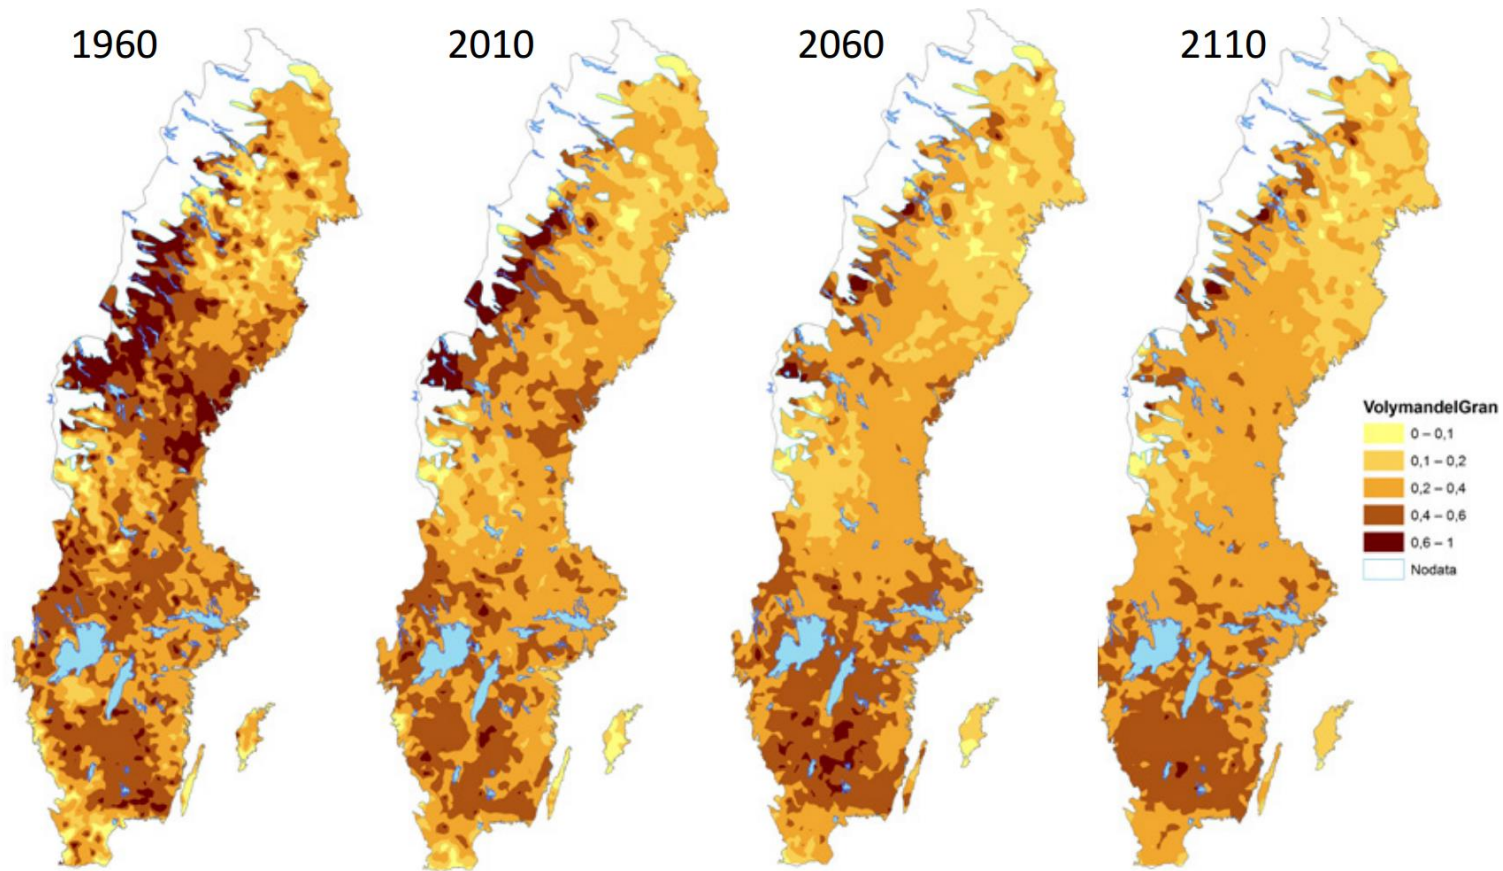 1960
2010
2060
2110
VolymandelGran
0 – 0,1
0,1 – 0,2
0,2 – 0,4
0,4 – 0,6
0,6 – 1
Nodata